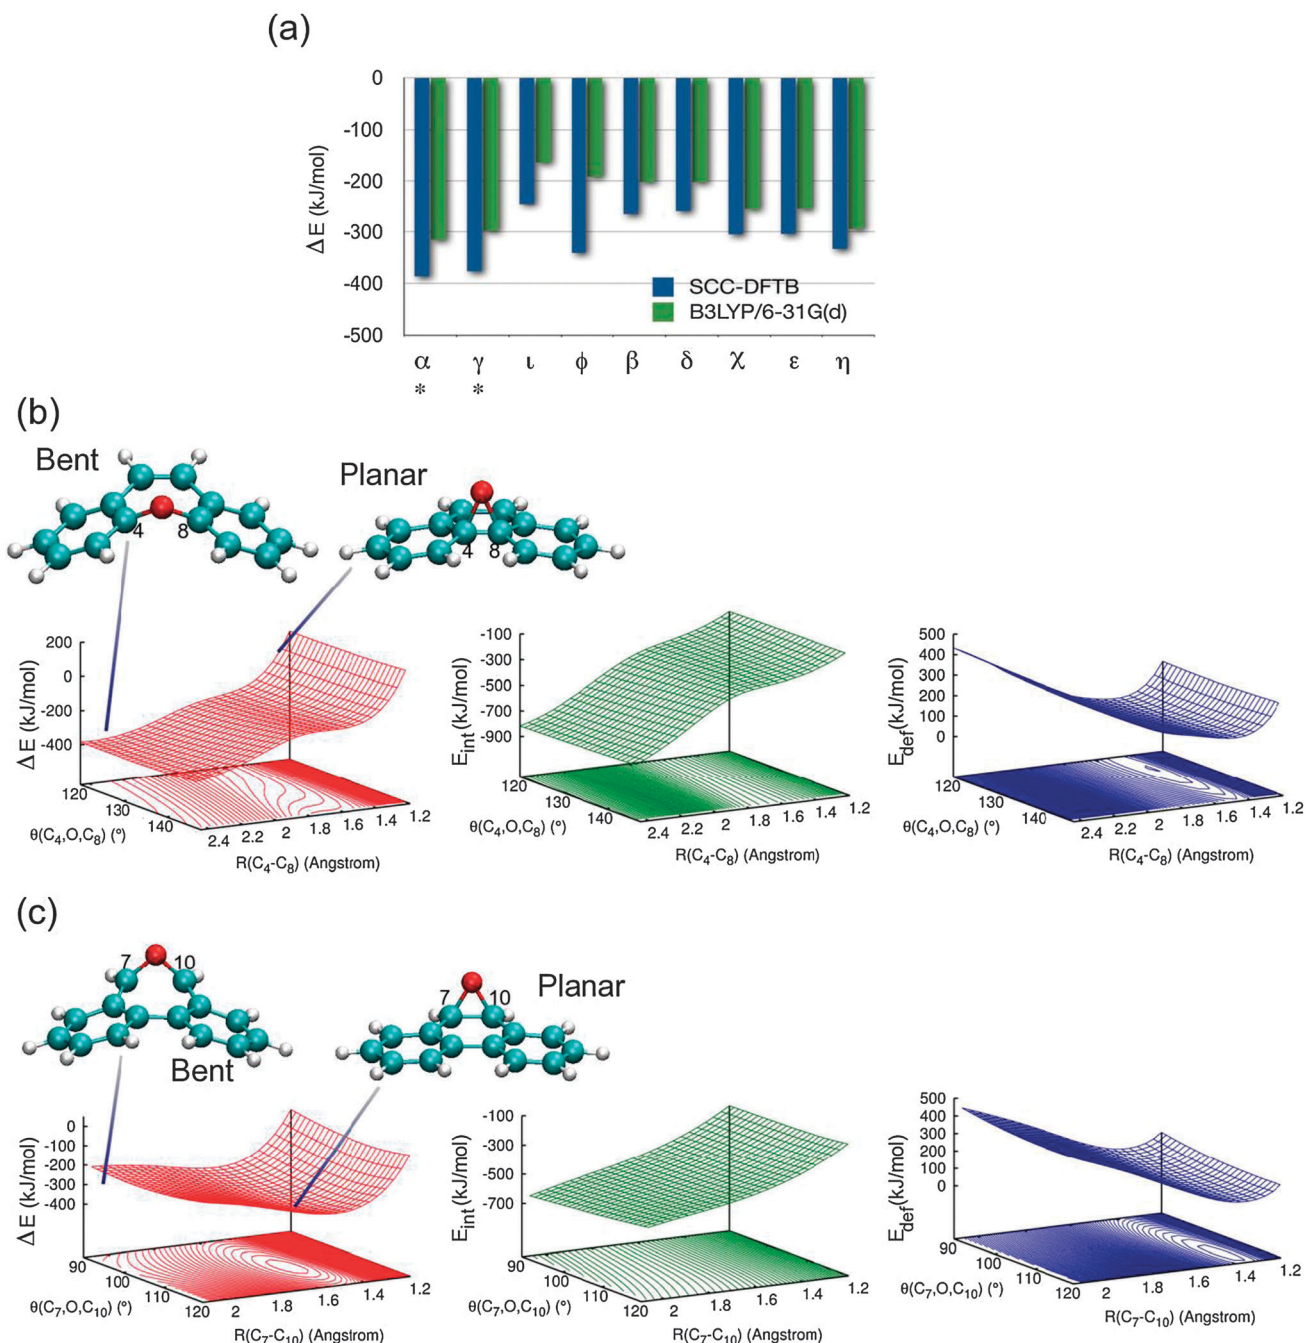 (a)
0
-100
-200
-300
-400
-500
ΔE (kJ/mol)
SCC-DFTB
B3LYP/6-31G(d)
α γ ι ϕ β δ χ ε η
* *
(b)
Bent
Planar
4 8
4 8
200
0
-200
-400
ΔE (kJ/mol)
120
130
140
θ(C4,O,C8) (°)
2.4 2.2 2 1.8 1.6 1.4 1.2
R(C4-C8) (Angstrom)
-100
-300
-500
-700
-900
Eint(kJ/mol)
120
130
140
θ(C4,O,C8) (°)
2.4 2.2 2 1.8 1.6 1.4 1.2
R(C4-C8) (Angstrom)
500
400
300
200
100
0
Edef(kJ/mol)
120
130
140
θ(C4,O,C8) (°)
2.4 2.2 2 1.8 1.6 1.4 1.2
R(C4-C8) (Angstrom)
(c)
7 10
Bent
7 10
Planar
0
-100
-200
-300
-400
ΔE (kJ/mol)
90
100
110
120
θ(C7,O,C10) (°)
2 1.8 1.6 1.4 1.2
R(C7-C10) (Angstrom)
-100
-300
-500
-700
Eint(kJ/mol)
90
100
110
120
θ(C7,O,C10) (°)
2 1.8 1.6 1.4 1.2
R(C7-C10) (Angstrom)
500
400
300
200
100
0
Edef(kJ/mol)
90
100
110
120
θ(C7,O,C10) (°)
2 1.8 1.6 1.4 1.2
R(C7-C10) (Angstrom)